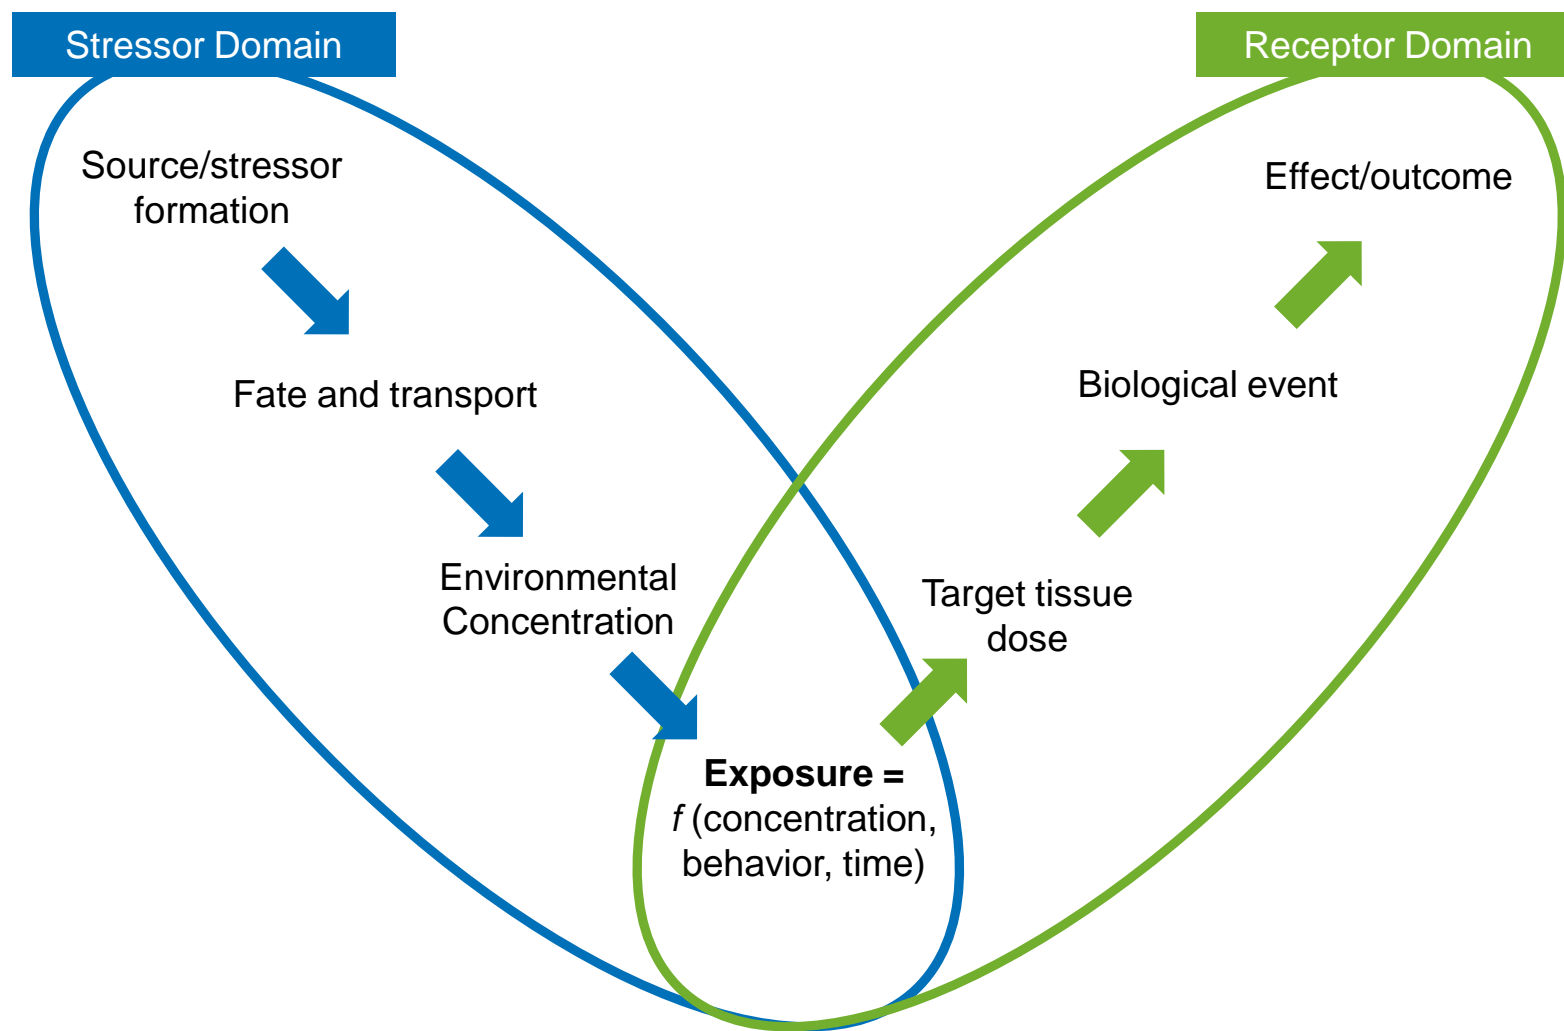 Stressor Domain
Receptor Domain
Source/stressor
formation
Fate and transport
Environmental
Concentration
Exposure =
f (concentration,
behavior, time)
Target tissue
dose
Biological event
Effect/outcome